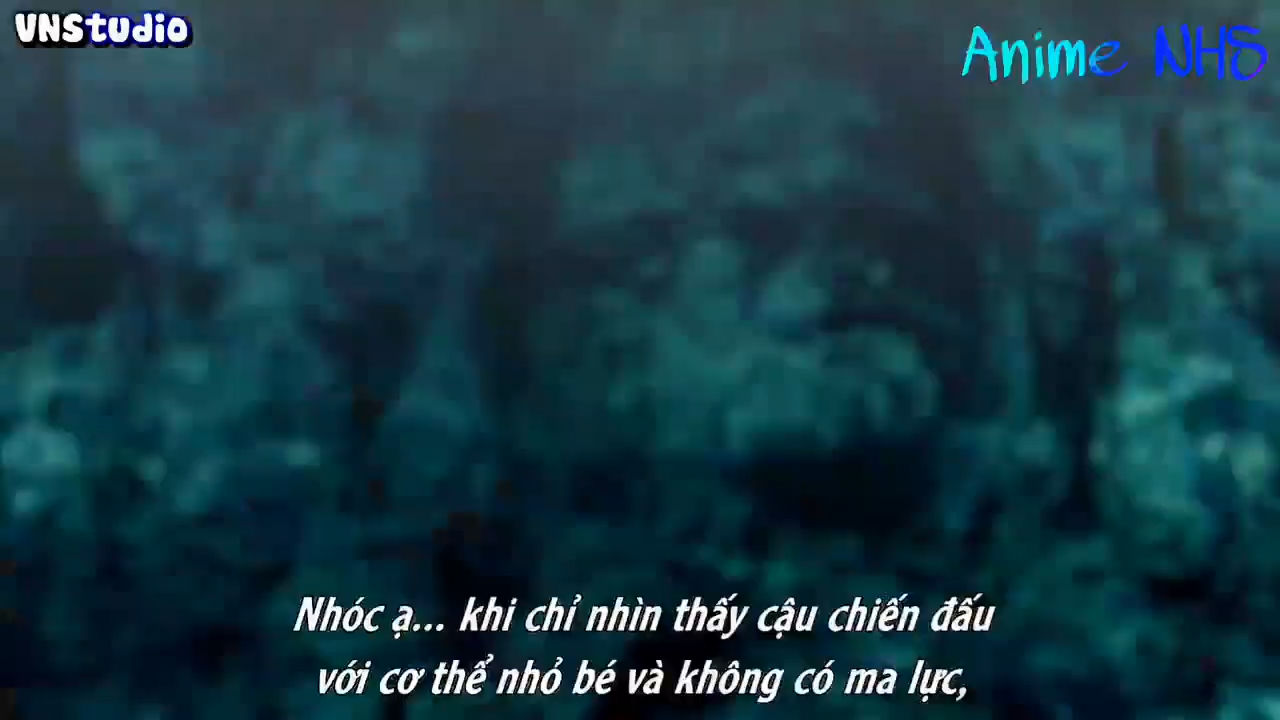 VNStudio
Anime NHS
Nhóc ạ... khi chỉ nhìn thấy cậu chiến đấu
với cơ thể nhỏ bé và không có ma lực,